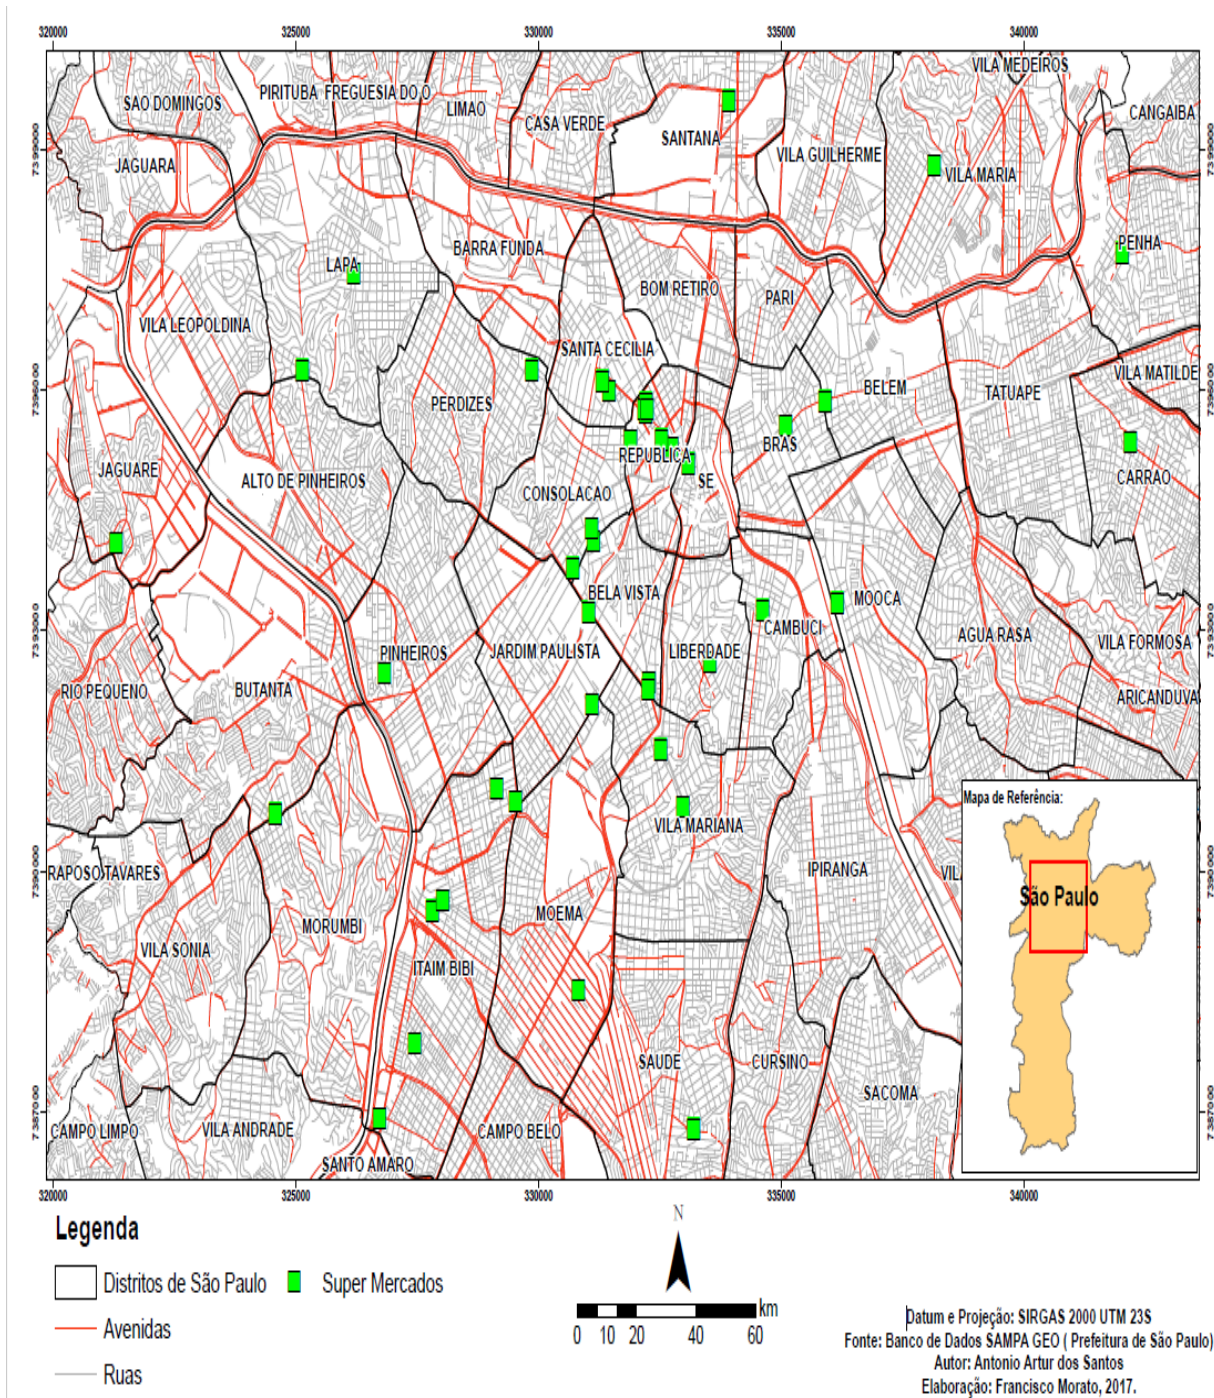 320000 325000 330000 335000 340000
VILA MEDEIROS
PIRITUBA FREGUESIA DO O
SAO DOMINGOS
LIMAO
CASA VERDE
CANGAIBA
SANTANA
VILA GUILHERME
JAGUARA
VILA MARIA
PENHA
BARRA FUNDA
LAPA
BOM RETIRO
PARI
VILA LEOPOLDINA
SANTA CECILIA
VILA MATILDE
BELEM
TATUAPE
PERDIZES
BRAS
REPUBLICA
JAGUARE
ALTO DE PINHEIROS
SE
CARRAO
CONSOLACAO
BELA VISTA
MOOCA
CAMBUCI
AGUA RASA
VILA FORMOSA
PINHEIROS
JARDIM PAULISTA
LIBERDADE
RIO PEQUENO
BUTANTA
ARICANDUVA
Mapa de Referência:
VILA MARIANA
RAPOSO TAVARES
IPIRANGA
VIL
São Paulo
MOEMA
MORUMBI
VILA SONIA
ITAIM BIBI
SAUDE
CURSINO
SACOMA
CAMPO LIMPO
VILA ANDRADE
CAMPO BELO
SANTO AMARO
320000 325000 330000 335000 340000
Legenda
N
Distritos de São Paulo
Super Mercados
Avenidas
Ruas
km
0 10 20 40 60
Datum e Projeção: SIRGAS 2000 UTM 23S
Fonte: Banco de Dados SAMPA GEO ( Prefeitura de São Paulo)
Autor: Antonio Artur dos Santos
Elaboração: Francisco Morato, 2017.